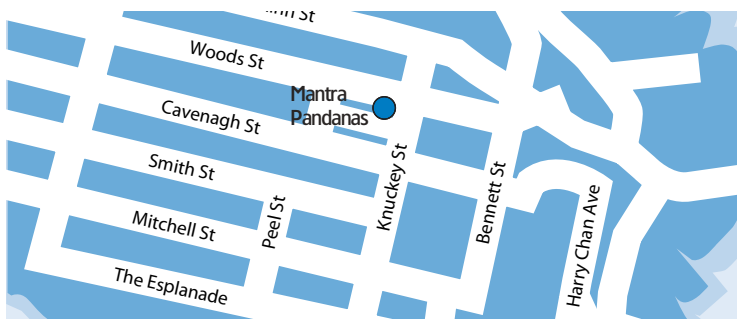 Woods St
Mantra
Pandanas
Cavenagh St
Smith St
Knuckey St
Peel St
Bennett St
Harry Chan Ave
Mitchell St
The Esplanade